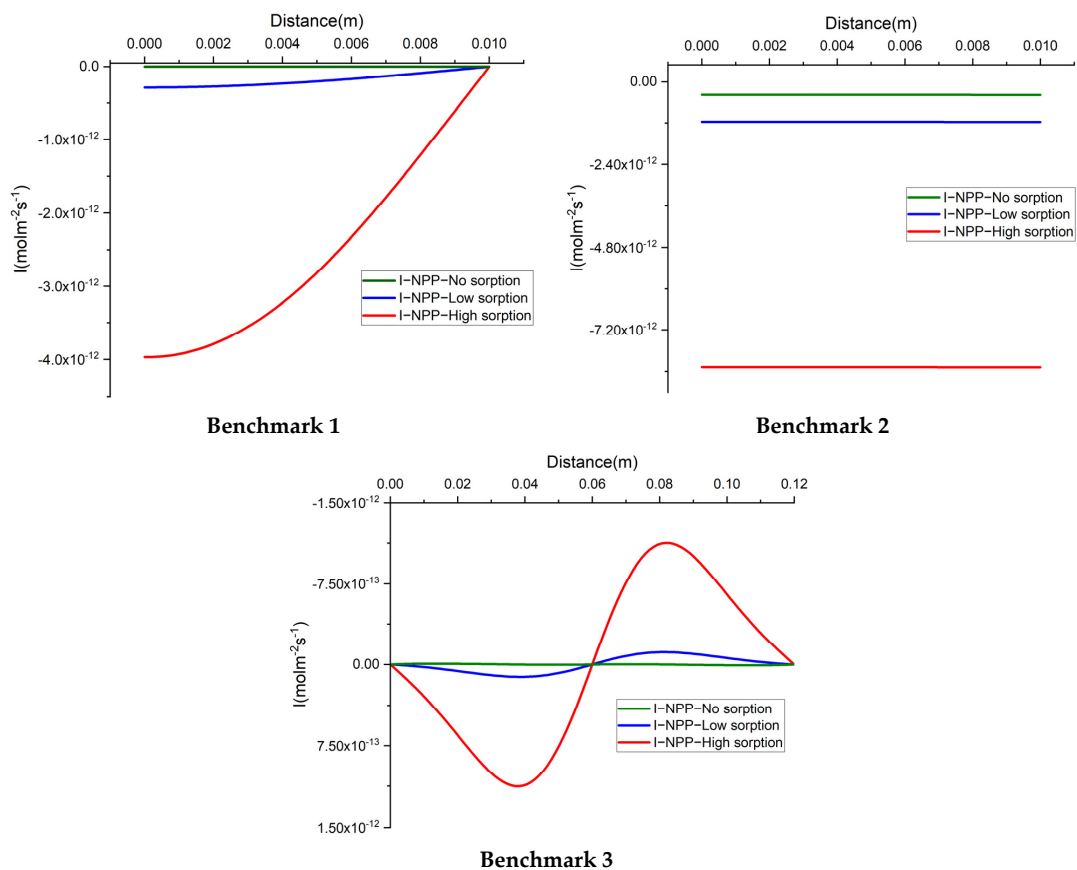 Distance(m)
0.000 0.002 0.004 0.006 0.008 0.010
0.0
-1.0x10⁻¹²
-2.0x10⁻¹²
-3.0x10⁻¹²
-4.0x10⁻¹²
I(molm⁻²s⁻¹)
I−NPP−No sorption
I−NPP−Low sorption
I−NPP−High sorption
Benchmark 1
Distance(m)
0.000 0.002 0.004 0.006 0.008 0.010
0.00
-2.40x10⁻¹²
-4.80x10⁻¹²
-7.20x10⁻¹²
I(molm⁻²s⁻¹)
I−NPP−No sorption
I−NPP−Low sorption
I−NPP−High sorption
Benchmark 2
Distance(m)
0.00 0.02 0.04 0.06 0.08 0.10 0.12
-1.50x10⁻¹²
-7.50x10⁻¹³
0.00
7.50x10⁻¹³
1.50x10⁻¹²
I(molm⁻²s⁻¹)
I−NPP−No sorption
I−NPP−Low sorption
I−NPP−High sorption
Benchmark 3